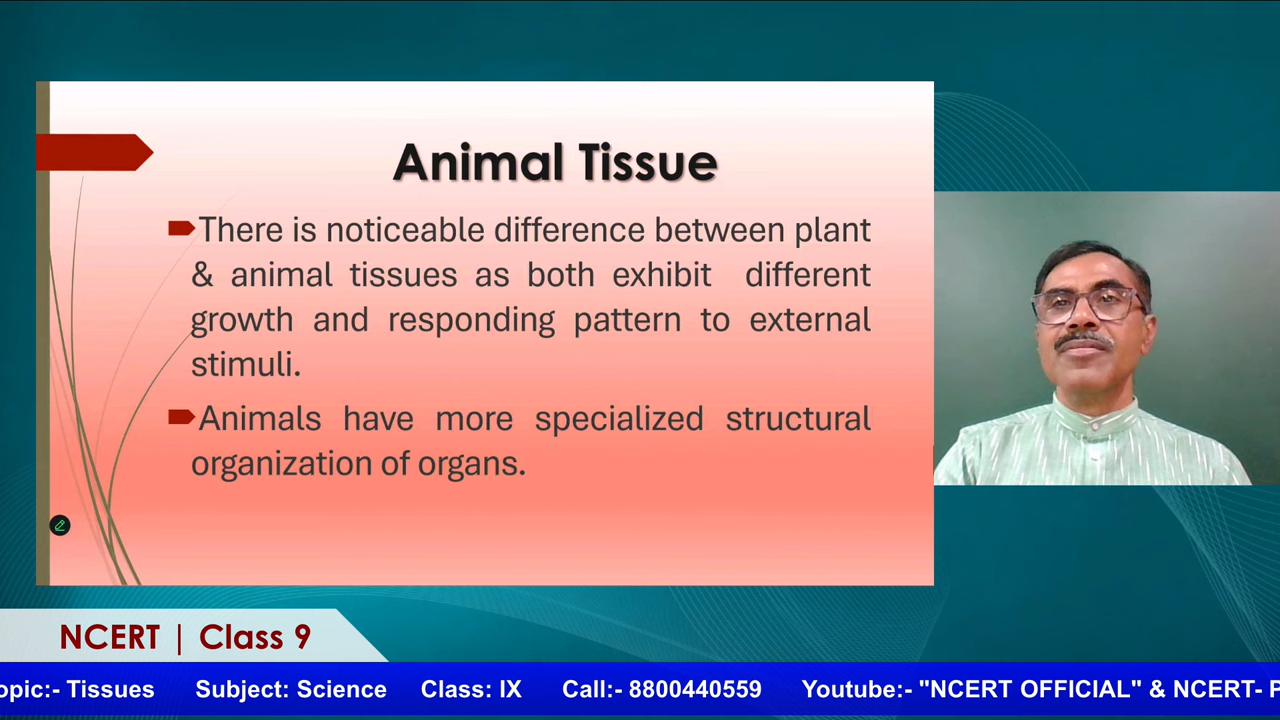 Animal Tissue
There is noticeable difference between plant
& animal tissues as both exhibit different
growth and responding pattern to external
stimuli.
Animals have more specialized structural
organization of organs.
NCERT | Class 9
opic:- Tissues Subject: Science Class: IX Call:- 8800440559 Youtube:- "NCERT OFFICIAL" & NCERT- P